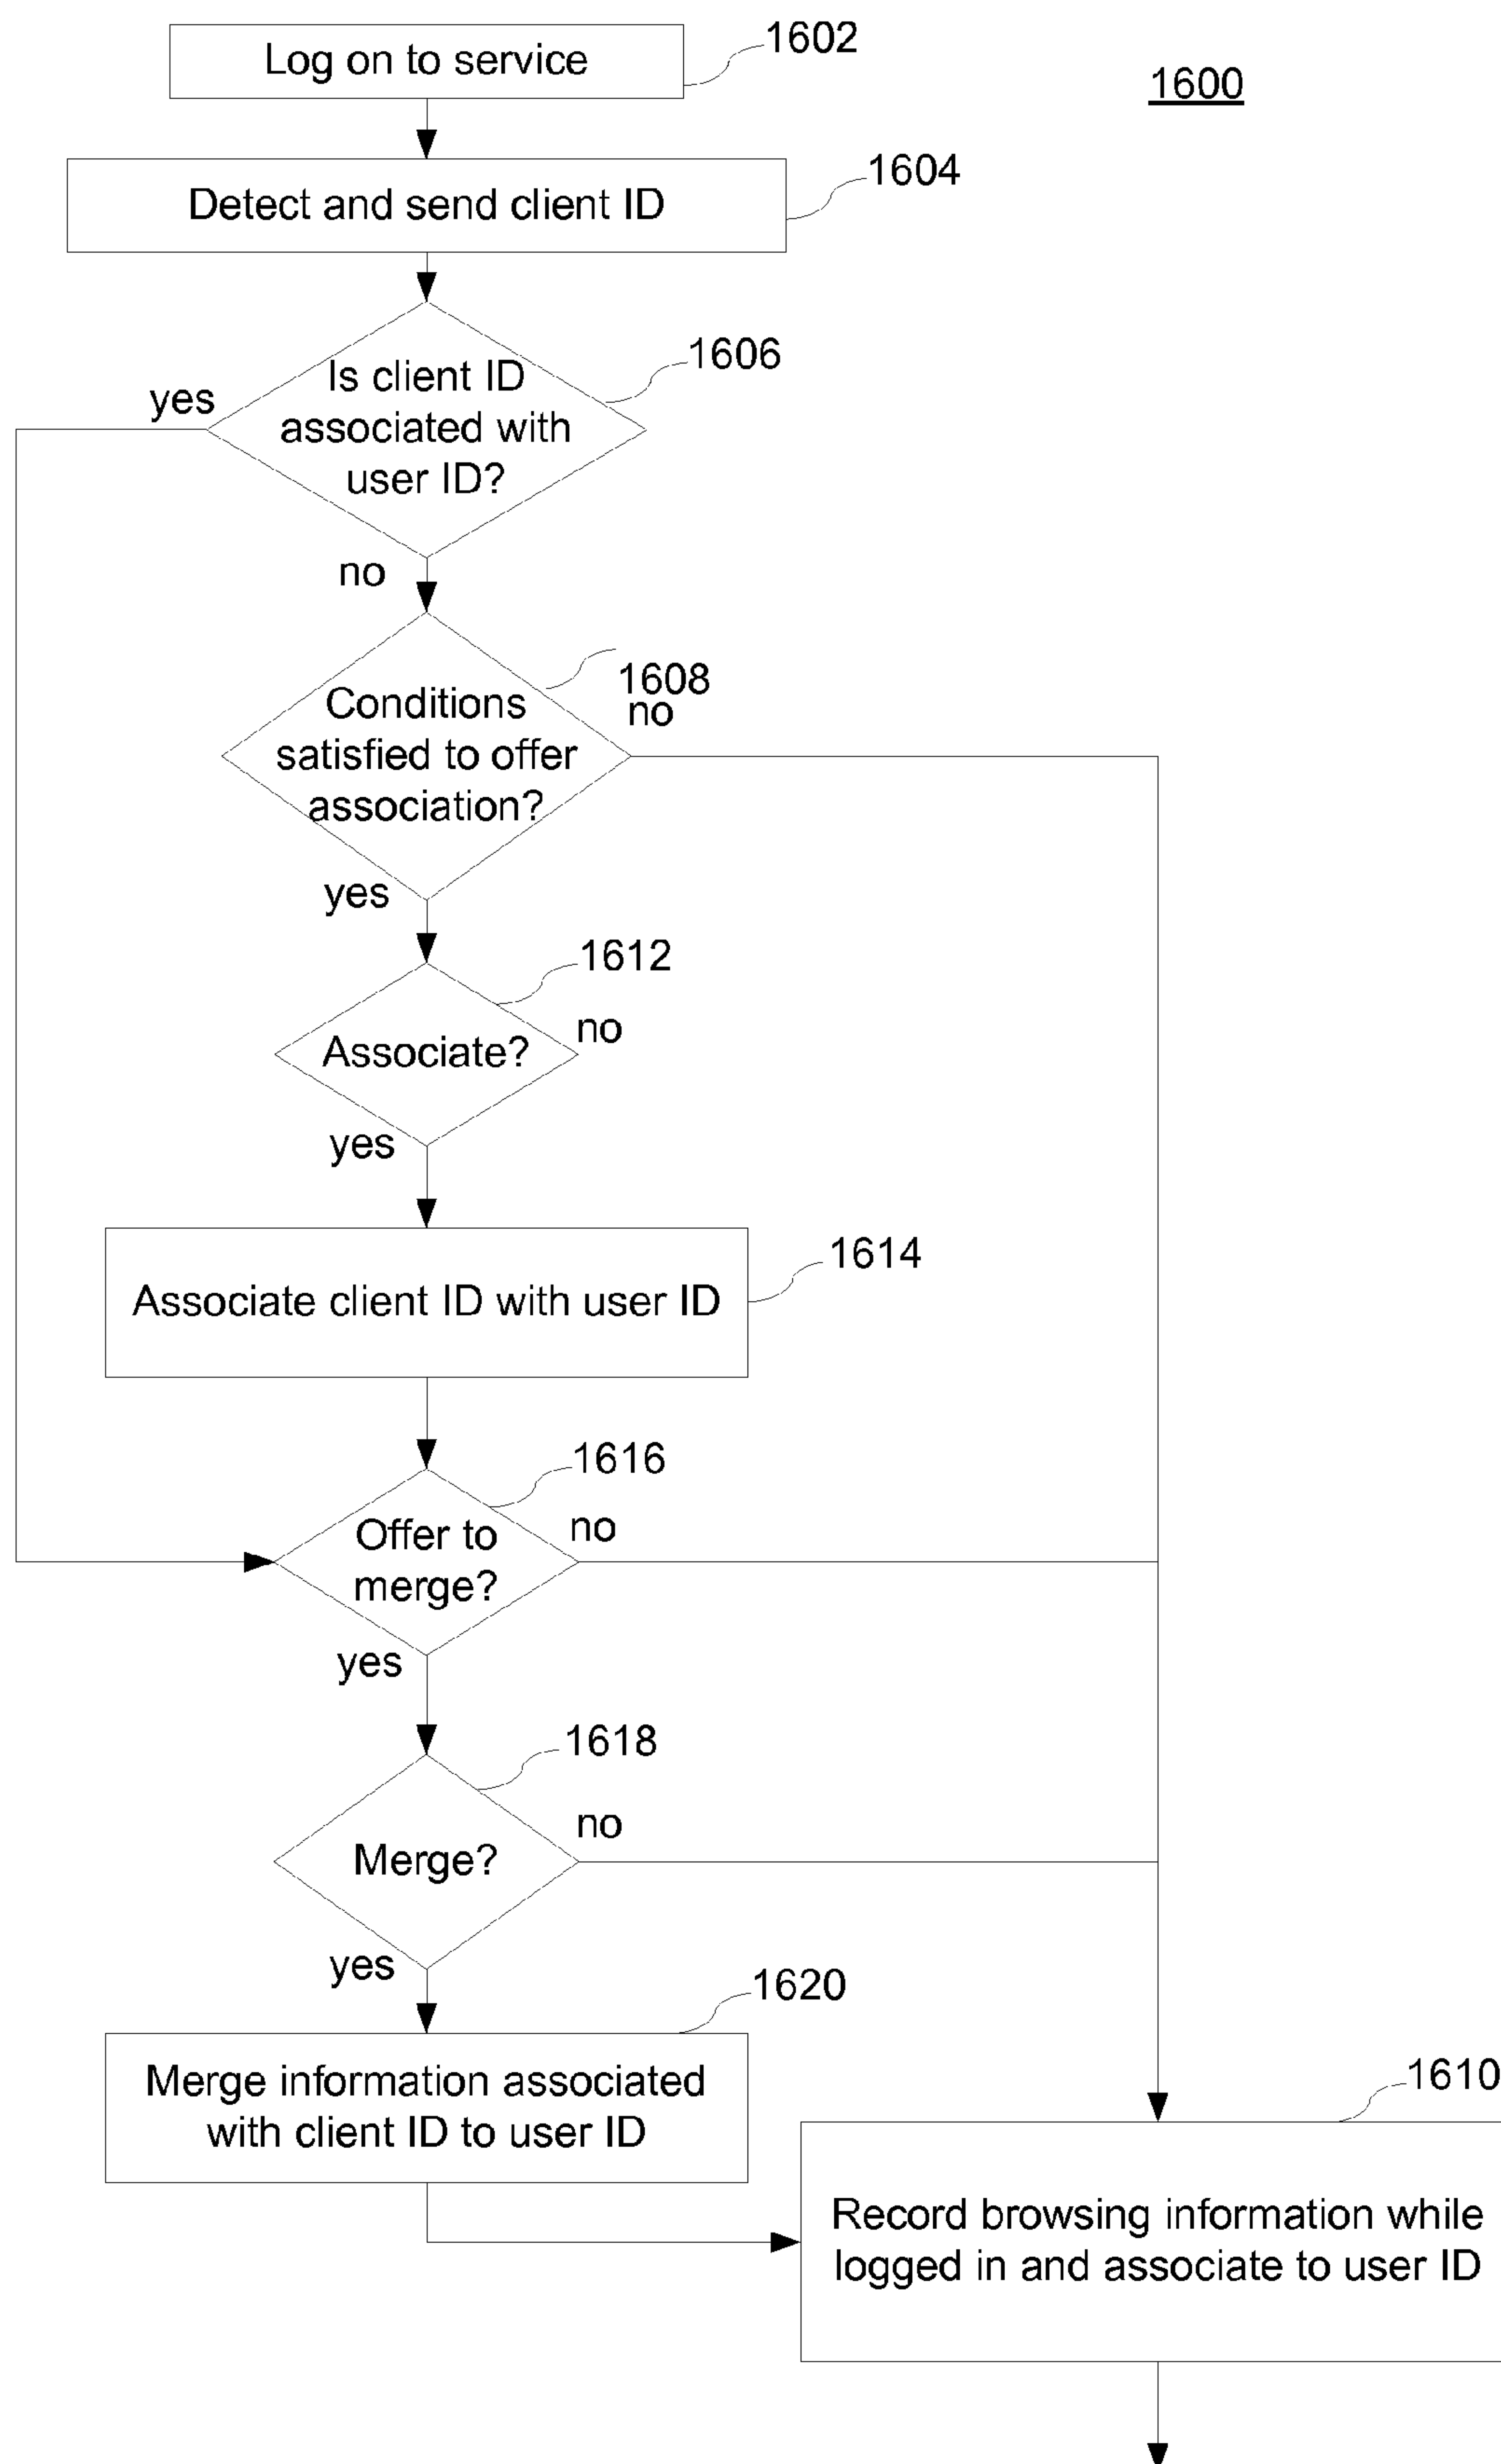 Log on to service
1602
1600
Detect and send client ID
1604
Is client ID
associated with
user ID?
1606
yes
no
Conditions
satisfied to offer
association?
1608
no
yes
1612
Associate?
no
yes
Associate client ID with user ID
1614
1616
Offer to
merge?
no
yes
1618
Merge?
no
yes
1620
Merge information associated
with client ID to user ID
1610
Record browsing information while
logged in and associate to user ID